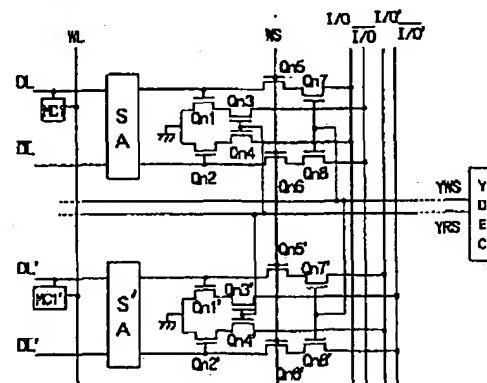 WL WS I/O I/O I/O' I/O'
DL Qn5 Qn7
MC1 S A Qn1 Qn3
Qn4
DL Qn2 Qn6 Qn8
YWS Y D E C
YRS
DL' Qn5' Qn7'
MC1' S' A Qn1' Qn3'
Qn4'
DL' Qn2' Qn6' Qn8'